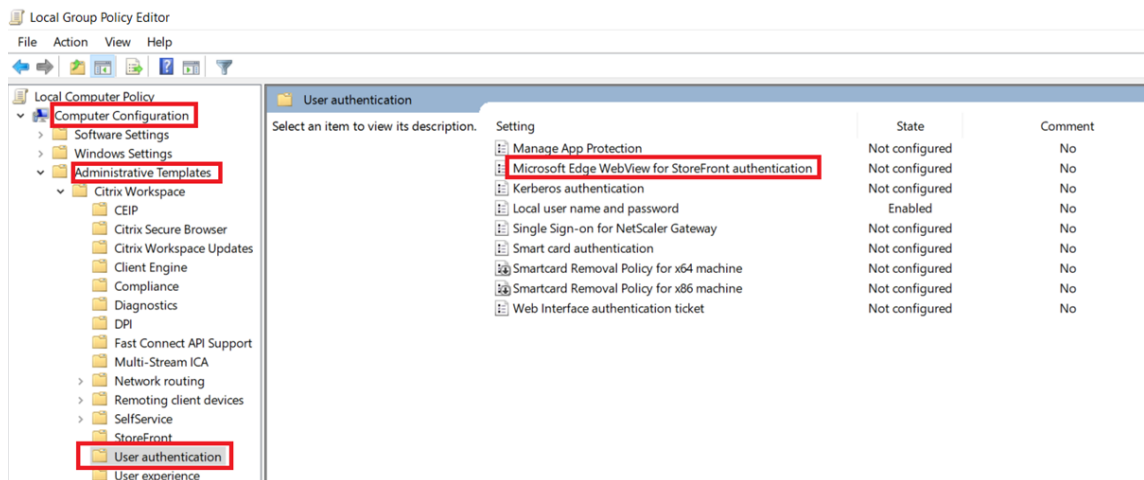 Local Group Policy Editor
File Action View Help
Local Computer Policy
Computer Configuration
Software Settings
Windows Settings
Administrative Templates
Citrix Workspace
CEIP
Citrix Secure Browser
Citrix Workspace Updates
Client Engine
Compliance
Diagnostics
DPI
Fast Connect API Support
Multi-Stream ICA
Network routing
Remoting client devices
SelfService
StoreFront
User authentication
User experience
User authentication
Select an item to view its description.
Setting State Comment
Manage App Protection Not configured No
Microsoft Edge WebView for StoreFront authentication Not configured No
Kerberos authentication Not configured No
Local user name and password Enabled No
Single Sign-on for NetScaler Gateway Not configured No
Smart card authentication Not configured No
Smartcard Removal Policy for x64 machine Not configured No
Smartcard Removal Policy for x86 machine Not configured No
Web Interface authentication ticket Not configured No